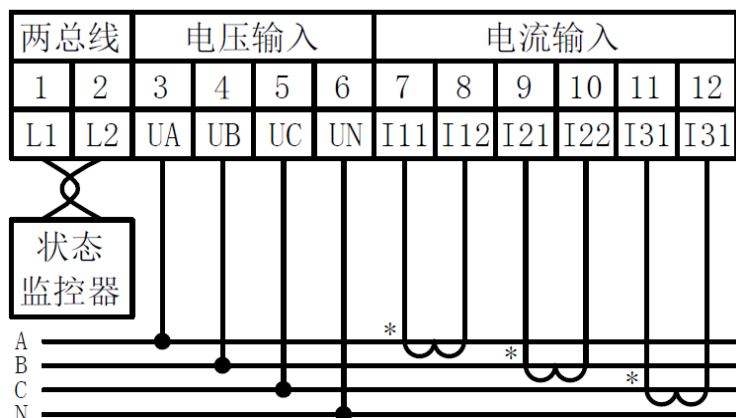 两总线 电压输入 电流输入
1 2 3 4 5 6 7 8 9 10 11 12
L1 L2 UA UB UC UN I11 I12 I21 I22 I31 I31
状态
监控器
A *
B *
C *
N